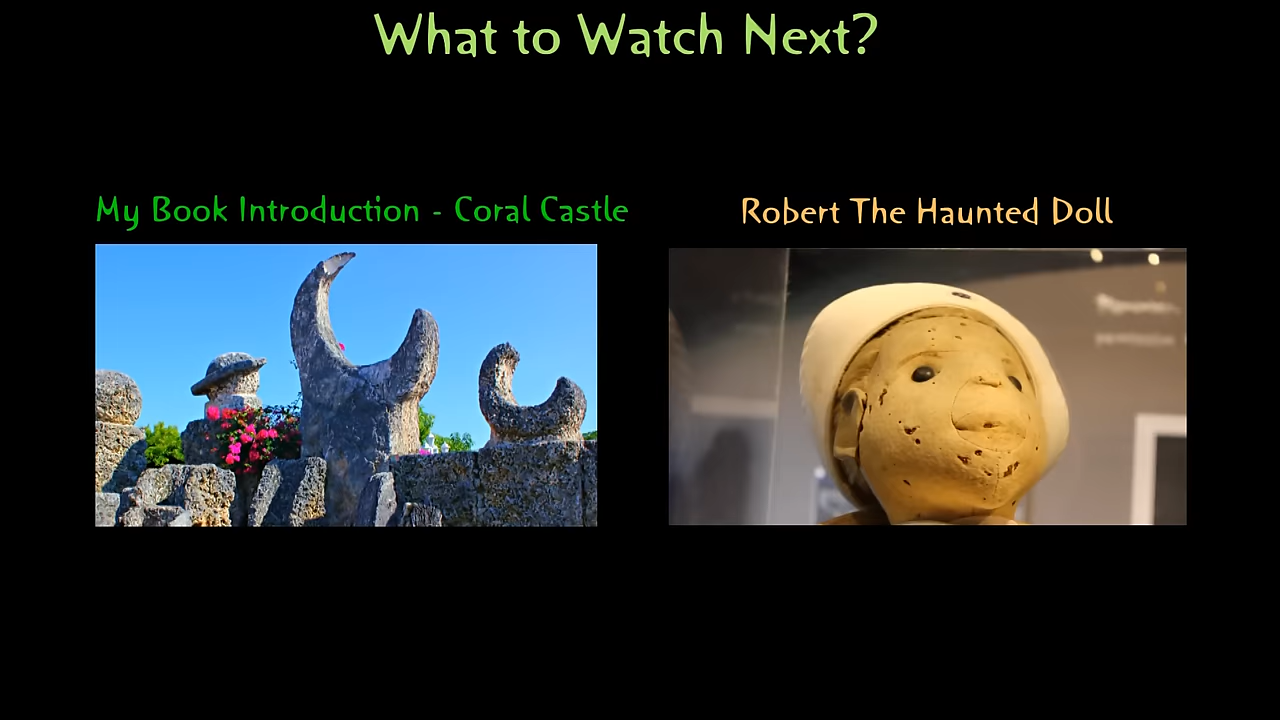 What to Watch Next?
My Book Introduction - Coral Castle
Robert The Haunted Doll